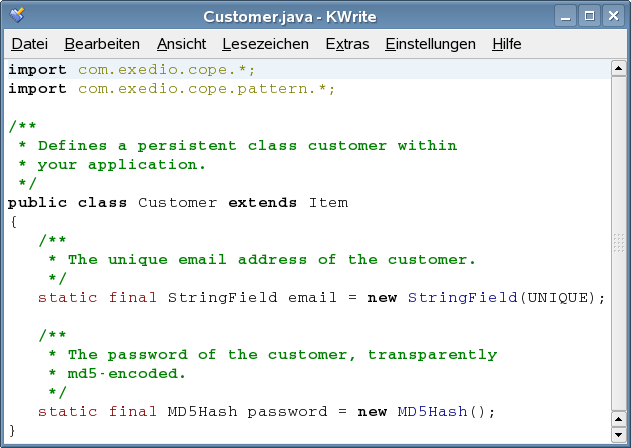 Customer.java - KWrite
Datei Bearbeiten Ansicht Lesezeichen Extras Einstellungen Hilfe
import com.exedio.cope.*;
import com.exedio.cope.pattern.*;
/**
 * Defines a persistent class customer within
 * your application.
 */
public class Customer extends Item
{
   /**
    * The unique email address of the customer.
    */
   static final StringField email = new StringField(UNIQUE);
   /**
    * The password of the customer, transparently
    * md5-encoded.
    */
   static final MD5Hash password = new MD5Hash();
}